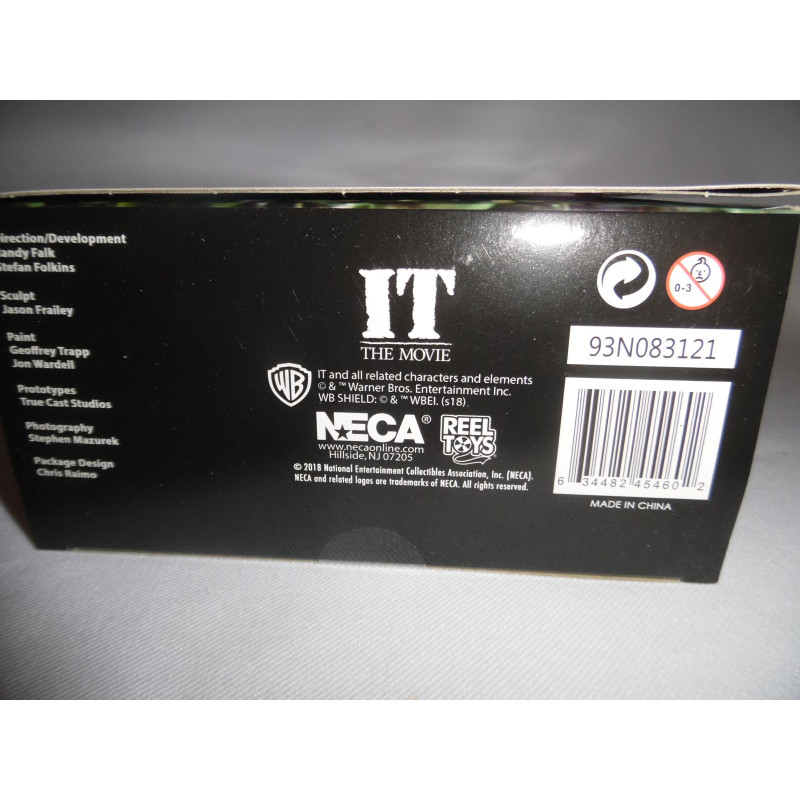 irection/Development
andy Falk
Stefan Folkins
Sculpt
Jason Frailey
Paint
Geoffrey Trapp
Jon Wardell
Prototypes
True Cast Studios
Photography
Stephen Mazurek
Package Design
Chris Raimo
IT
THE MOVIE
WB
IT and all related characters and elements
© & ™ Warner Bros. Entertainment Inc.
WB SHIELD: © & ™ WBEI. (s18)
NECA®
www.necaonline.com
Hillside, NJ 07205
REEL
TOYS
© 2018 National Entertainment Collectibles Association, Inc. (NECA).
NECA and related logos are trademarks of NECA. All rights reserved.
0-3
93N083121
6 34482 45460 2
MADE IN CHINA